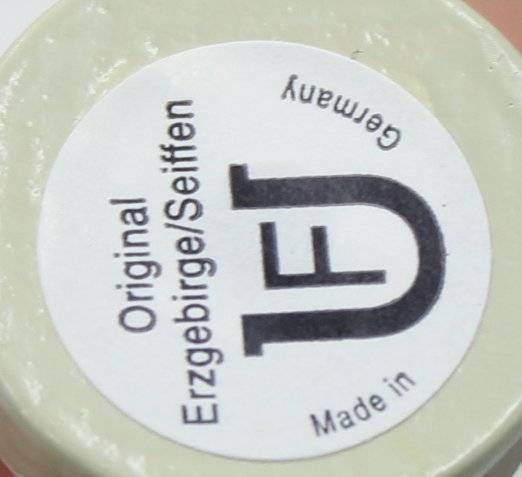 Original
Erzgebirge/Seiffen
UF
Made in Germany